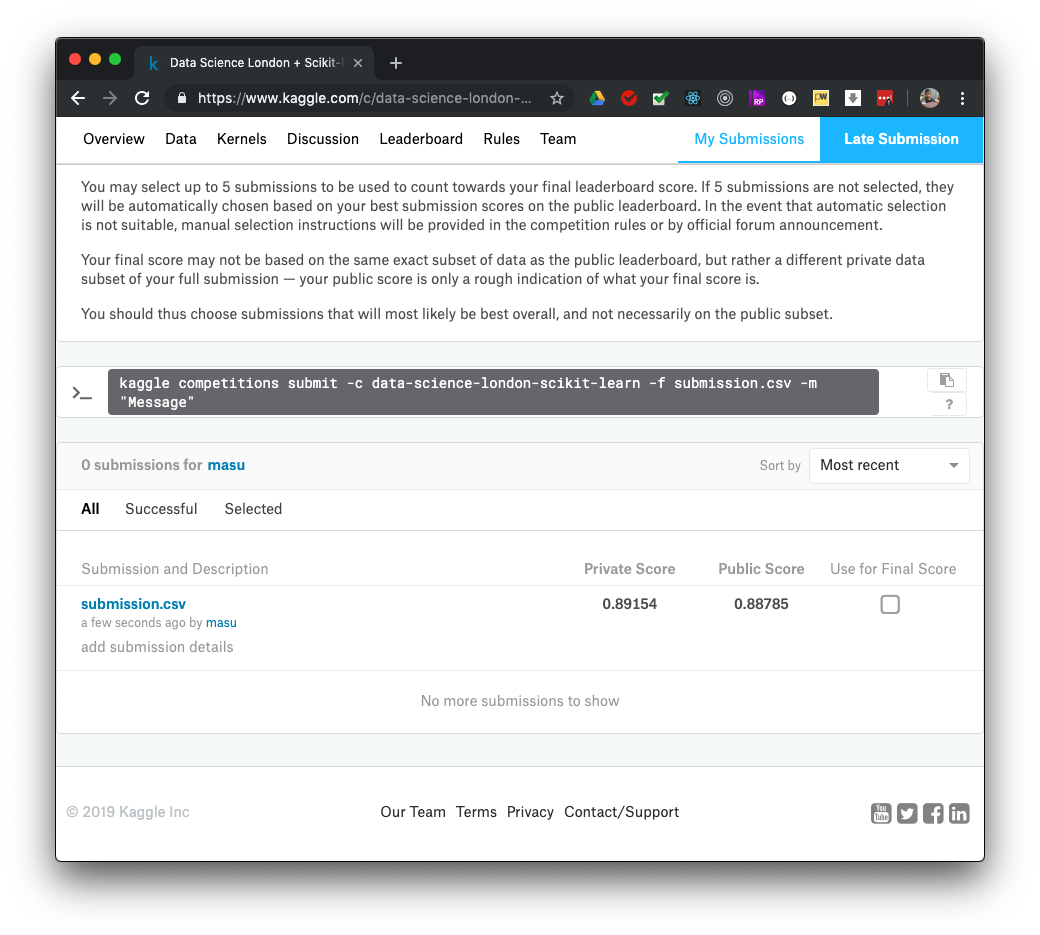 k Data Science London + Scikit-l
https://www.kaggle.com/c/data-science-london-...
RP
PW
Overview Data Kernels Discussion Leaderboard Rules Team My Submissions Late Submission
You may select up to 5 submissions to be used to count towards your final leaderboard score. If 5 submissions are not selected, they
will be automatically chosen based on your best submission scores on the public leaderboard. In the event that automatic selection
is not suitable, manual selection instructions will be provided in the competition rules or by official forum announcement.
Your final score may not be based on the same exact subset of data as the public leaderboard, but rather a different private data
subset of your full submission — your public score is only a rough indication of what your final score is.
You should thus choose submissions that will most likely be best overall, and not necessarily on the public subset.
>_
kaggle competitions submit -c data-science-london-scikit-learn -f submission.csv -m
"Message"
?
0 submissions for masu
Sort by Most recent
All Successful Selected
Submission and Description Private Score Public Score Use for Final Score
submission.csv 0.89154 0.88785
a few seconds ago by masu
add submission details
No more submissions to show
© 2019 Kaggle Inc Our Team Terms Privacy Contact/Support You Tube f in